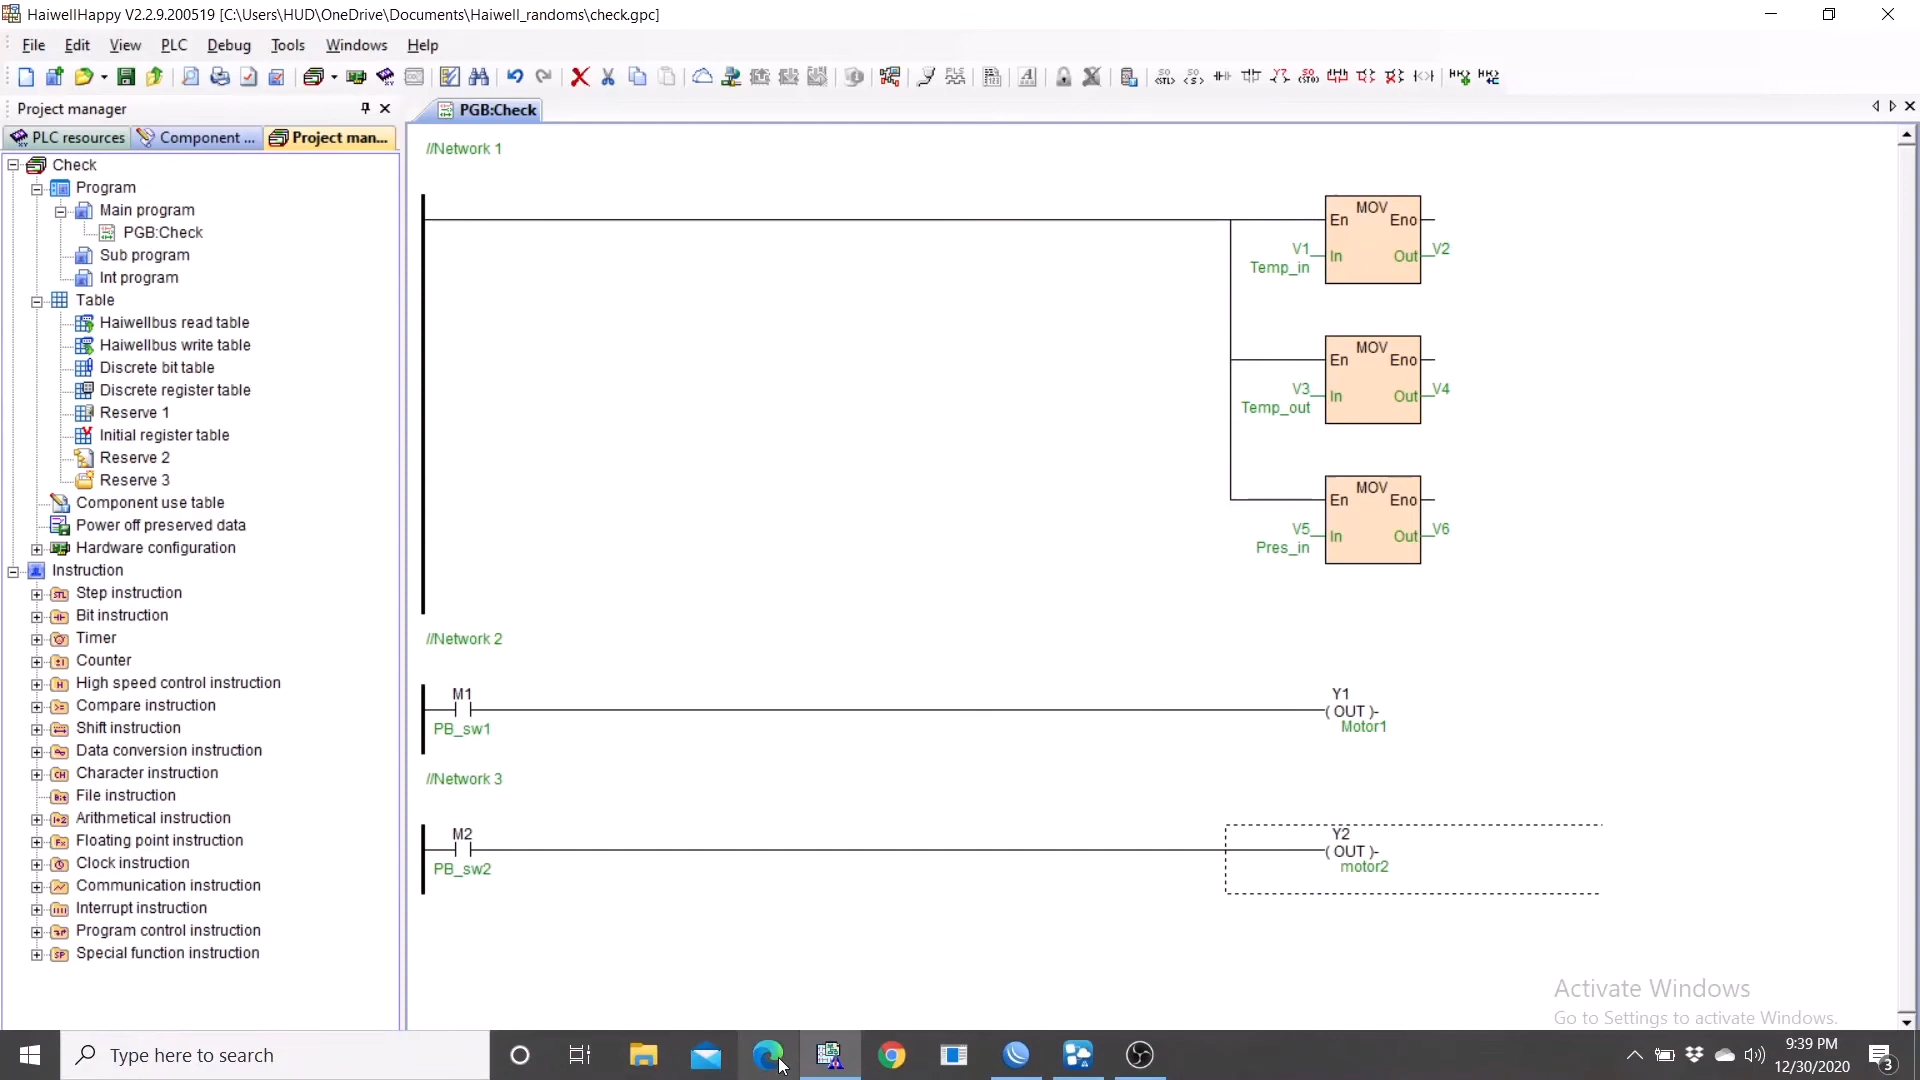 HaiwellHappy V2.2.9.200519 [C:\Users\HUD\OneDrive\Documents\Haiwell_randoms\check.gpc]
File Edit View PLC Debug Tools Windows Help
Project manager
PLC resources Component ... Project man...
PGB:Check
Check
Program
Main program
PGB:Check
Sub program
Int program
Table
Haiwellbus read table
Haiwellbus write table
Discrete bit table
Discrete register table
Reserve 1
Initial register table
Reserve 2
Reserve 3
Component use table
Power off preserved data
Hardware configuration
Instruction
Step instruction
Bit instruction
Timer
Counter
High speed control instruction
Compare instruction
Shift instruction
Data conversion instruction
Character instruction
File instruction
Arithmetical instruction
Floating point instruction
Clock instruction
Communication instruction
Interrupt instruction
Program control instruction
Special function instruction
//Network 1
MOV
En Eno
V1 In Out V2
Temp_in
MOV
En Eno
V3 In Out V4
Temp_out
MOV
En Eno
V5 In Out V6
Pres_in
//Network 2
M1 Y1
( OUT )-
PB_sw1 Motor1
//Network 3
M2 Y2
( OUT )-
PB_sw2 motor2
Activate Windows
Go to Settings to activate Windows.
Type here to search
9:39 PM
12/30/2020
3